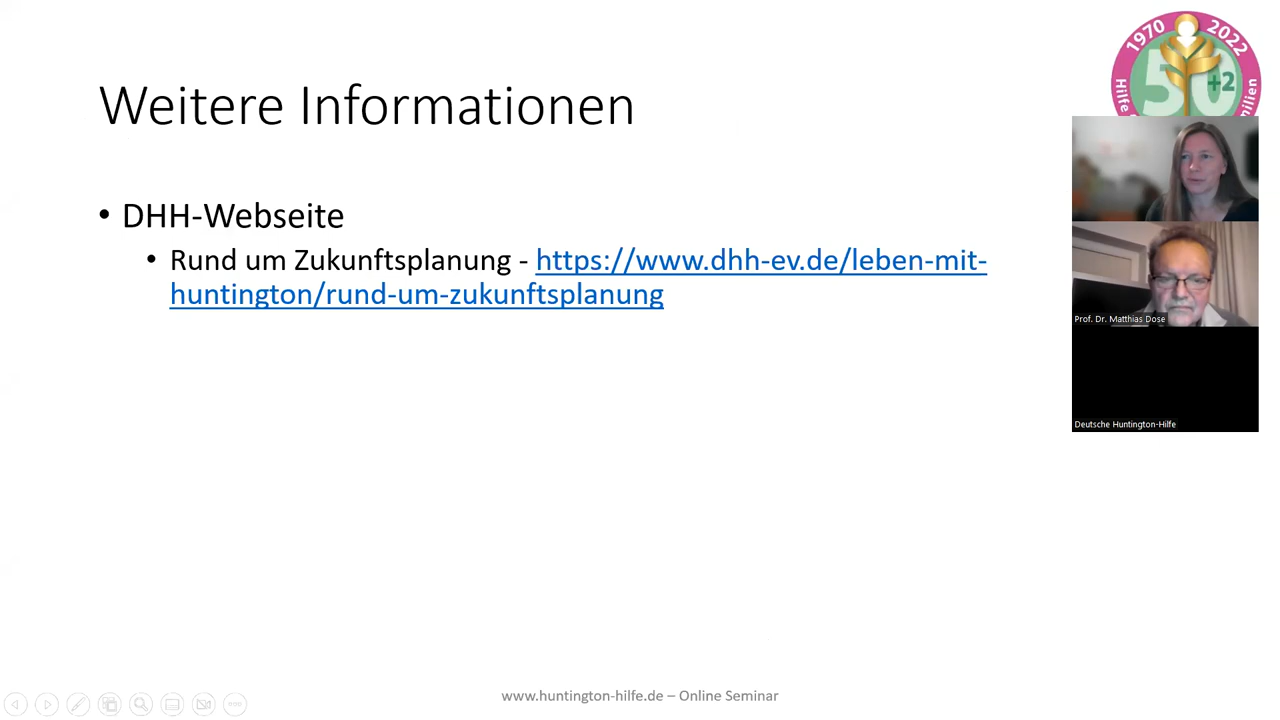 Weitere Informationen
1970 2022
50 +2
Hilfe
milien
• DHH-Webseite
• Rund um Zukunftsplanung - https://www.dhh-ev.de/leben-mit-
huntington/rund-um-zukunftsplanung
Prof. Dr. Matthias Dose
Deutsche Huntington-Hilfe
www.huntington-hilfe.de – Online Seminar